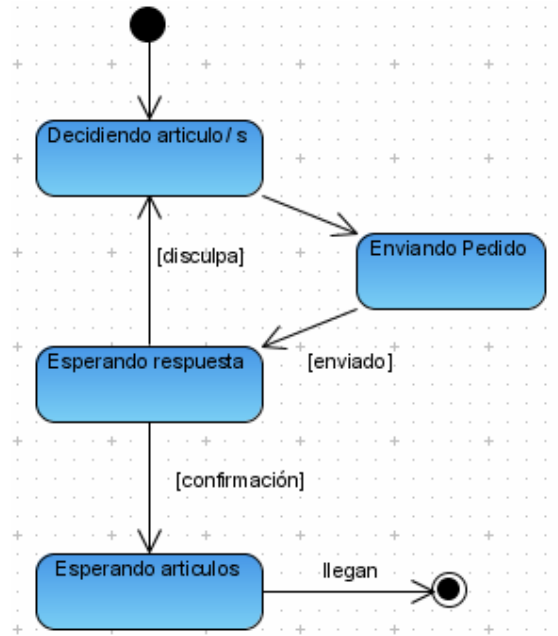 Decidiendo articulo/ s
Enviando Pedido
[disculpa]
[enviado]
Esperando respuesta
[confirmación]
Esperando articulos
llegan